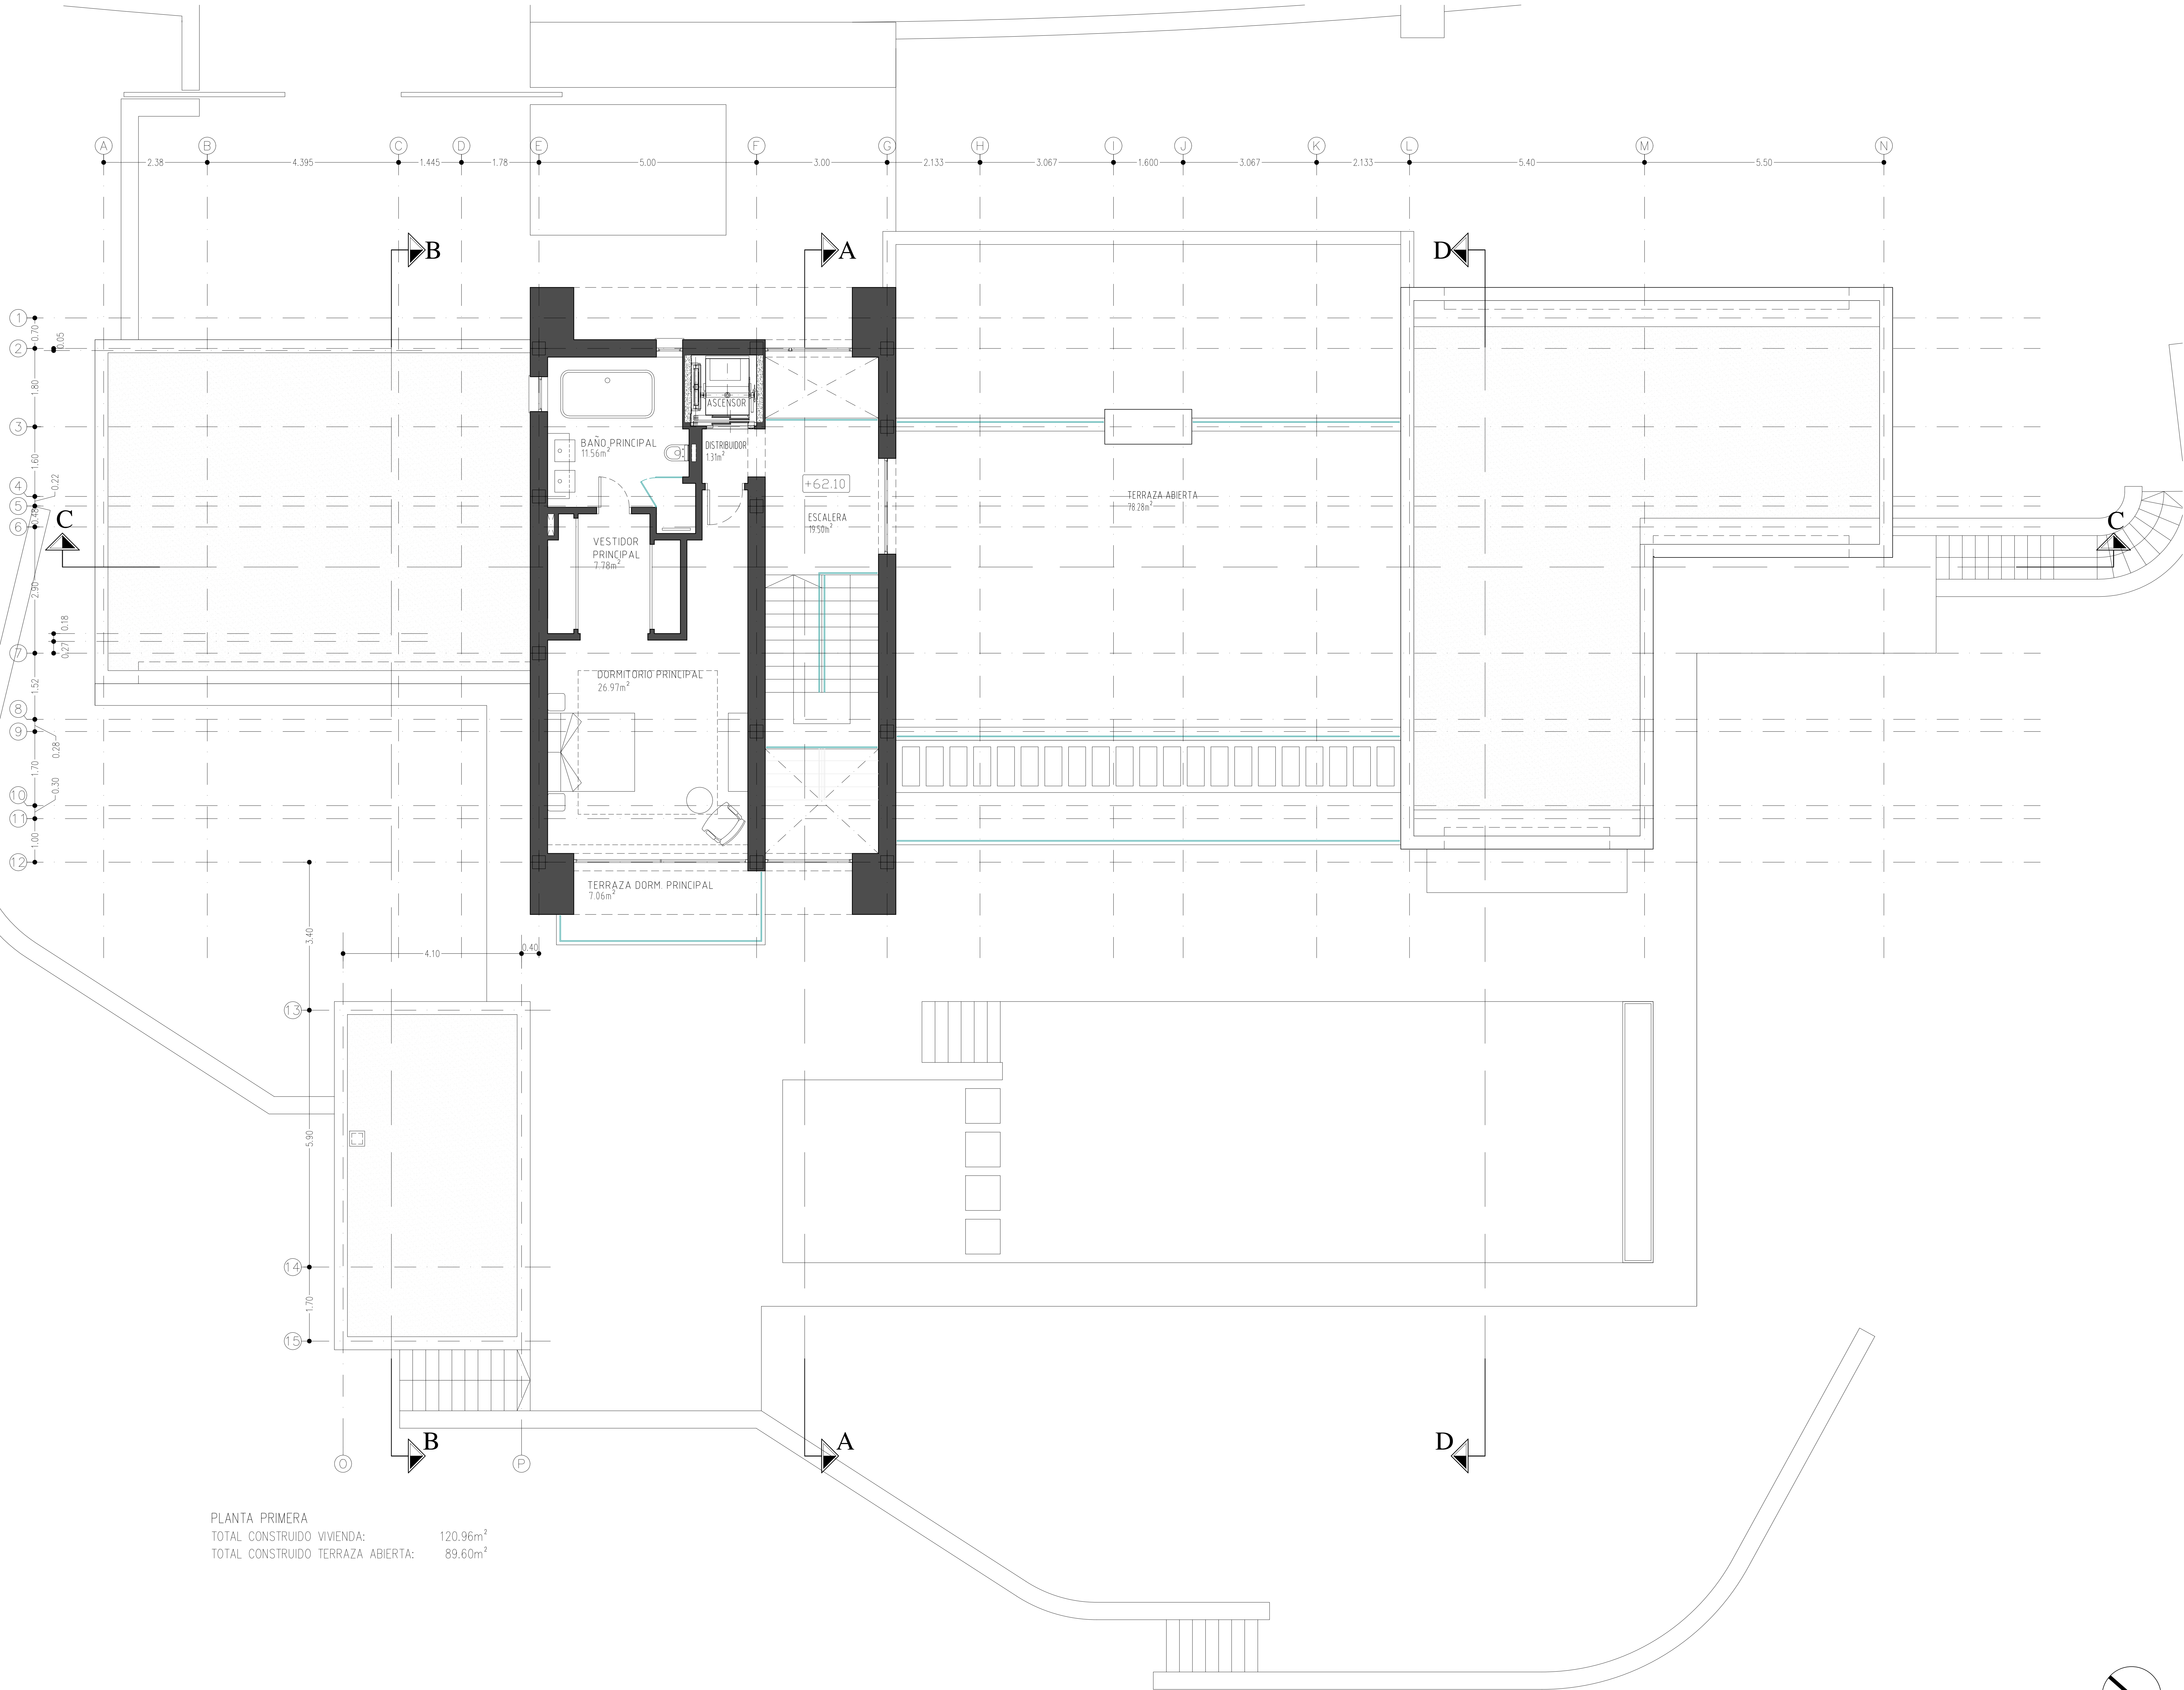 A B C D E F G H I J K L M N
2.38 4.395 1.445 1.78 5.00 3.00 2.133 3.067 1.600 3.067 2.133 5.40 5.50
B A D
1
0.70
0.05
2
1.80
3
1.60
4
0.22
5
0.48
6
C
C
2.90
0.18
0.27
7
1.52
8
9
0.28
1.70
0.30
10
11
1.00
12
ASCENSOR
BAÑO PRINCIPAL
11.56m²
DISTRIBUIDOR
1.31m²
+62.10
ESCALERA
19.50m²
TERRAZA ABIERTA
78.28m²
VESTIDOR
PRINCIPAL
7.78m²
DORMITORIO PRINCIPAL
26.97m²
TERRAZA DORM. PRINCIPAL
7.06m²
3.40
4.10 0.40
13
5.90
14
1.70
15
B A D
O P
PLANTA PRIMERA
TOTAL CONSTRUIDO VIVIENDA: 120.96m²
TOTAL CONSTRUIDO TERRAZA ABIERTA: 89.60m²